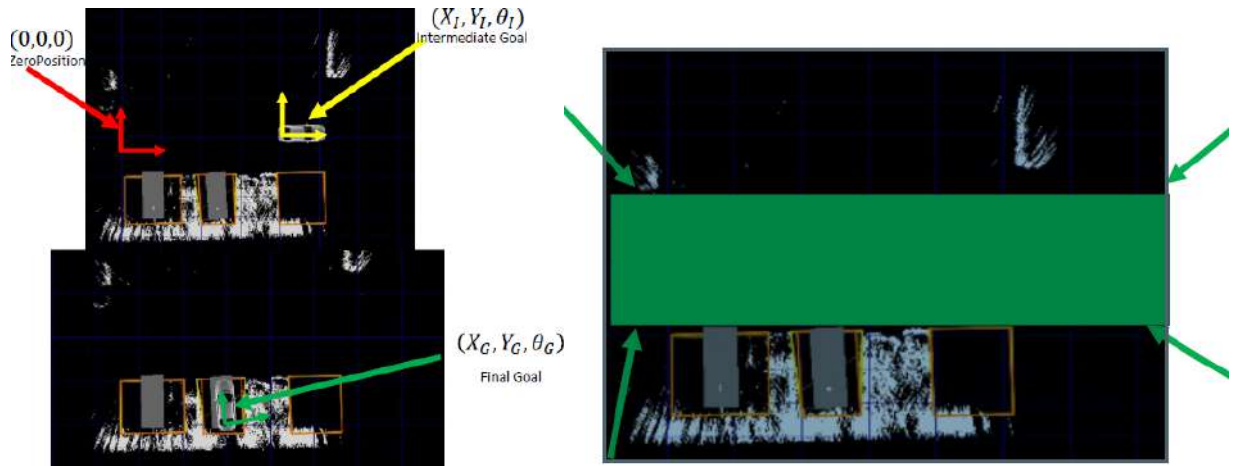 (0,0,0)
ZeroPosition
(X_I, Y_I, θ_I)
Intermediate Goal
(X_G, Y_G, θ_G)
Final Goal